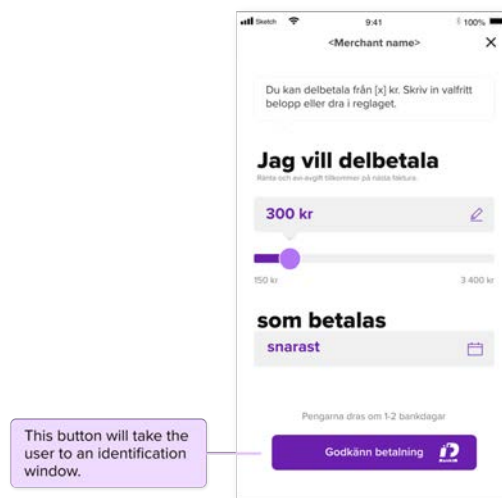 Sketch 9:41 100%
<Merchant name>
Du kan delbetala från [x] kr. Skriv in valfritt
belopp eller dra i reglaget.
Jag vill delbetala
Ränta och avi-avgift tillkommer på nästa faktura.
300 kr
150 kr 3 400 kr
som betalas
snarast
Pengarna dras om 1-2 bankdagar
Godkänn betalning BankID
This button will take the
user to an identification
window.